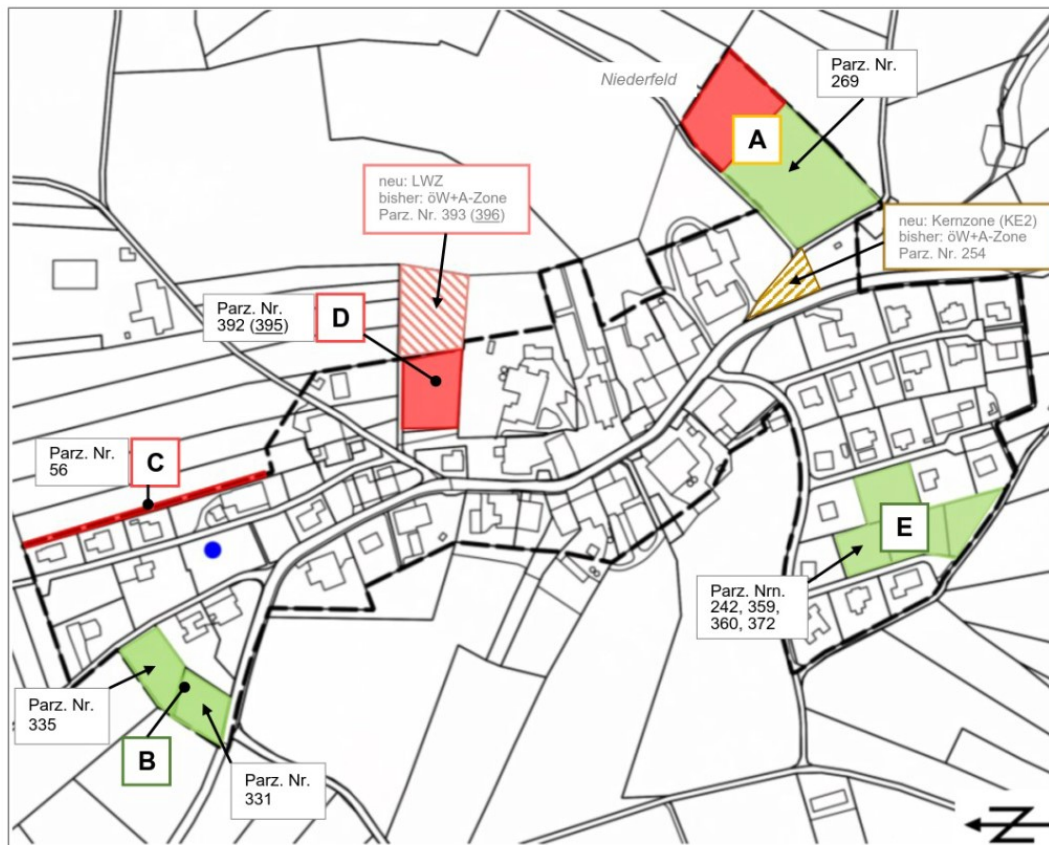 Niederfeld
Parz. Nr.
269
A
neu: LWZ
bisher: öW+A-Zone
Parz. Nr. 393 (396)
neu: Kernzone (KE2)
bisher: öW+A-Zone
Parz. Nr. 254
Parz. Nr.
392 (395)
D
Parz. Nr.
56
C
E
Parz. Nrn.
242, 359,
360, 372
Parz. Nr.
335
B
Parz. Nr.
331
N